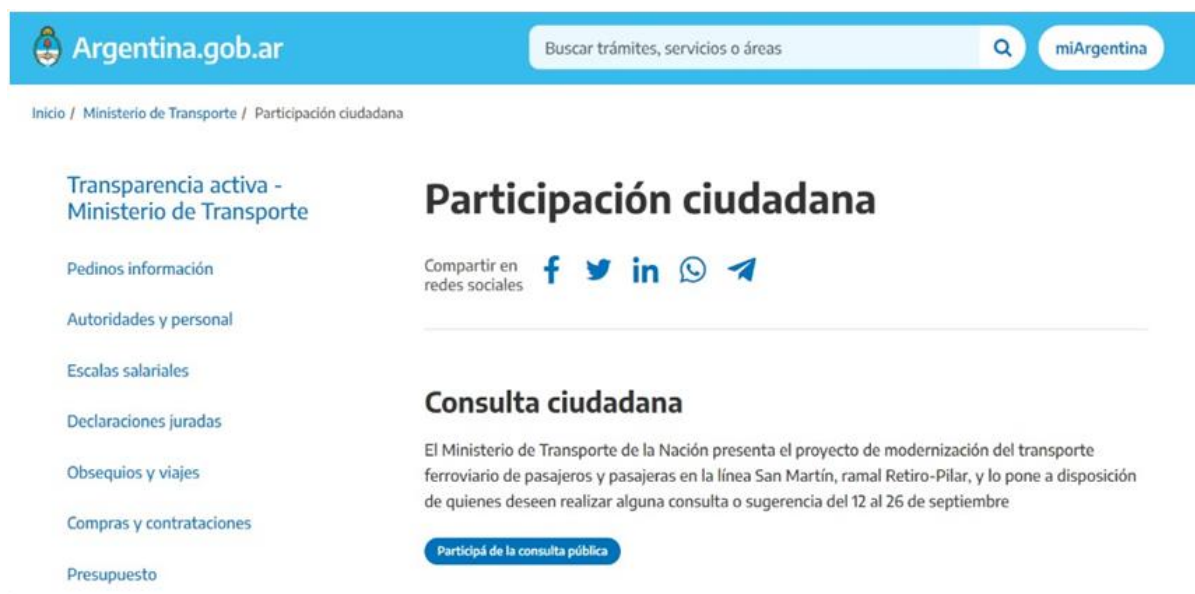 Argentina.gob.ar
Buscar trámites, servicios o áreas
miArgentina
Inicio / Ministerio de Transporte / Participación ciudadana
Transparencia activa -
Ministerio de Transporte
Pedinos información
Autoridades y personal
Escalas salariales
Declaraciones juradas
Obsequios y viajes
Compras y contrataciones
Presupuesto
Participación ciudadana
Compartir en
redes sociales
Consulta ciudadana
El Ministerio de Transporte de la Nación presenta el proyecto de modernización del transporte
ferroviario de pasajeros y pasajeras en la línea San Martín, ramal Retiro-Pilar, y lo pone a disposición
de quienes deseen realizar alguna consulta o sugerencia del 12 al 26 de septiembre
Participá de la consulta pública